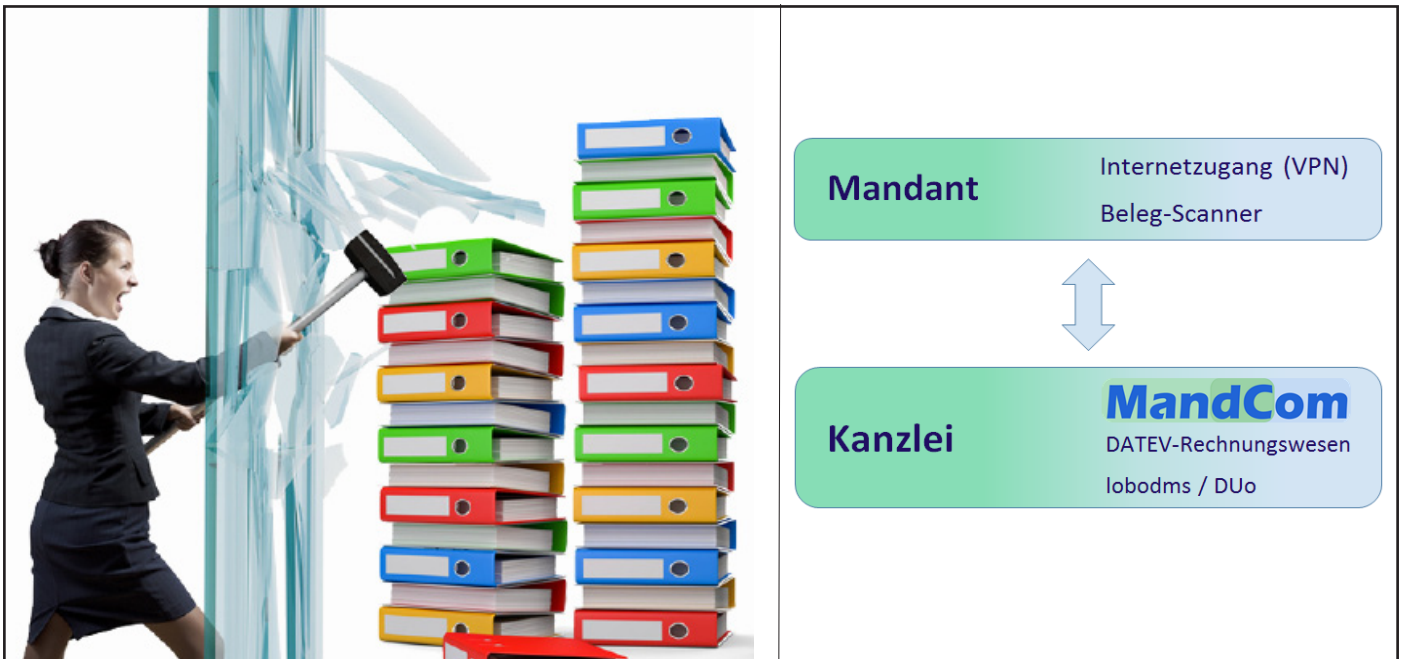 Mandant
Internetzugang (VPN)
Beleg-Scanner
Kanzlei
MandCom
DATEV-Rechnungswesen
lobodms / DUo